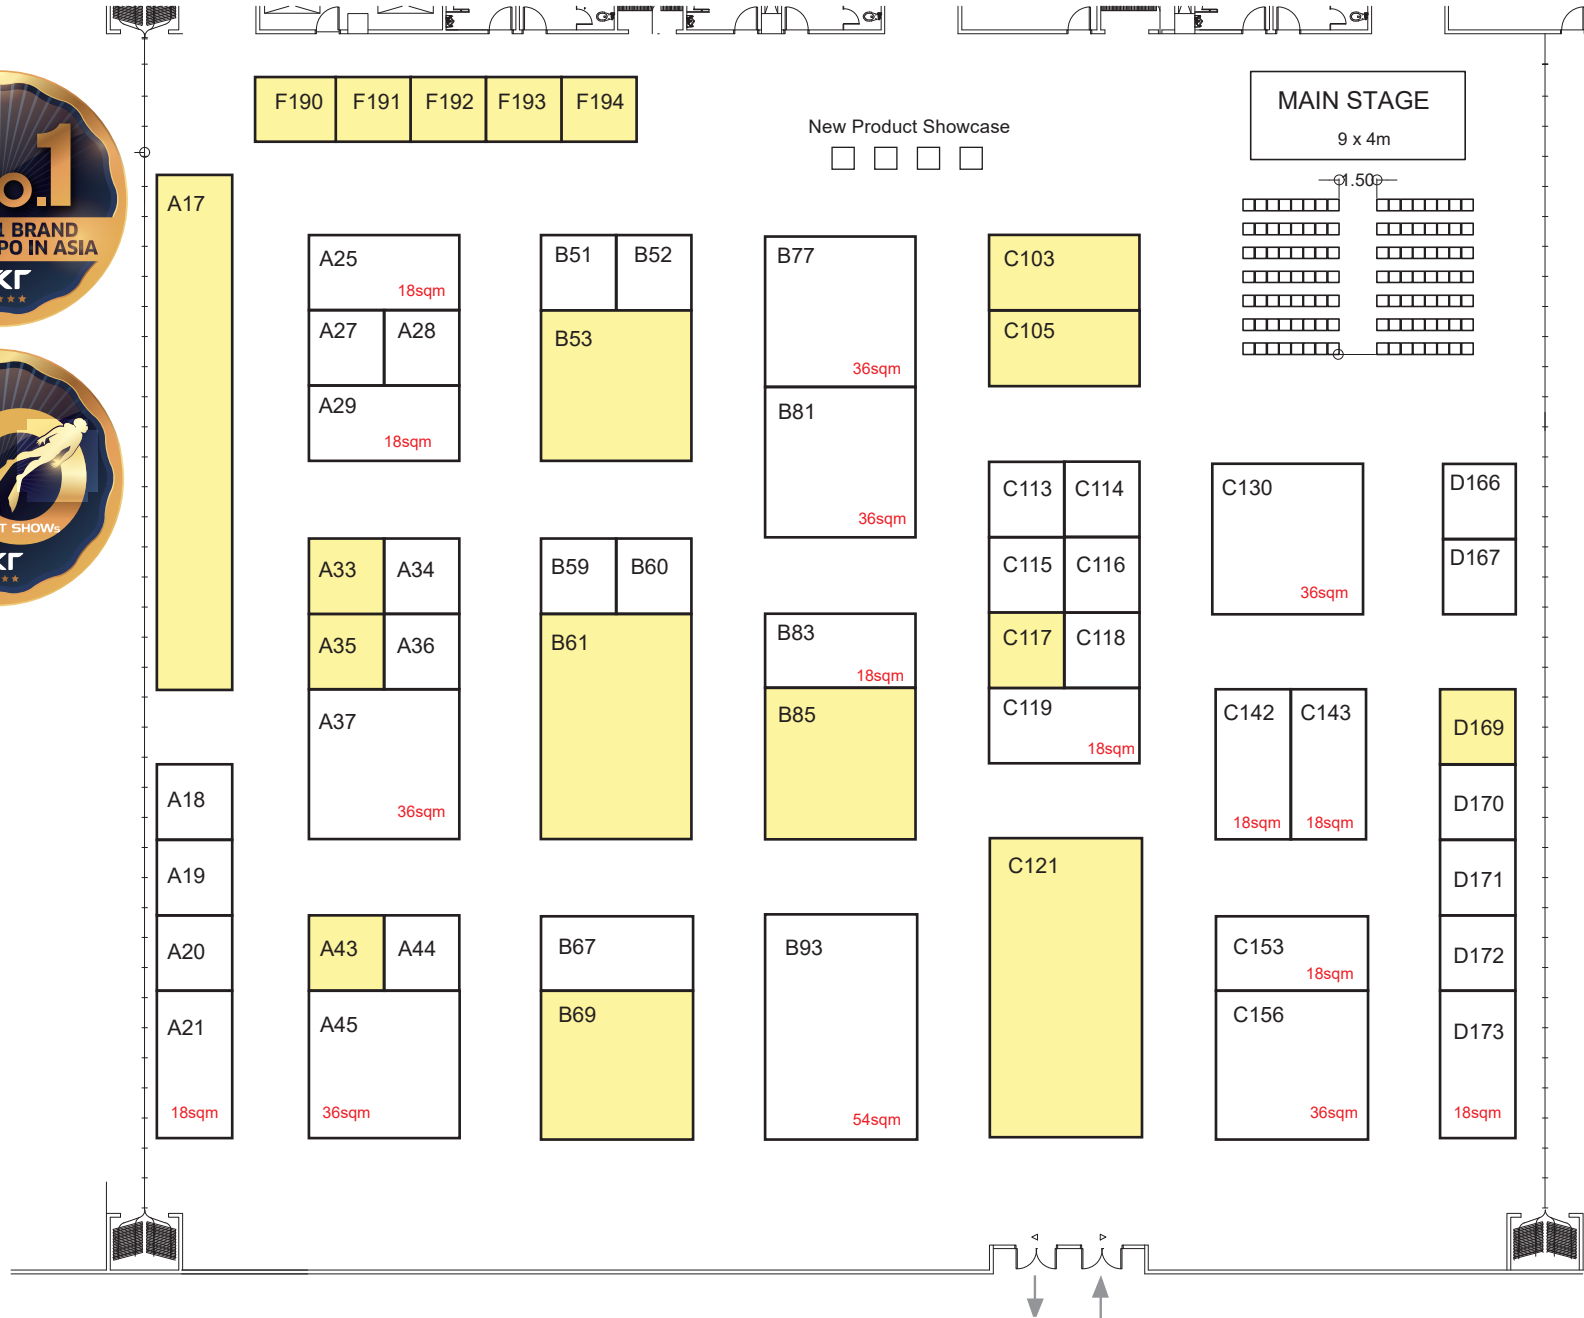 F190 F191 F192 F193 F194
MAIN STAGE
9 x 4m
New Product Showcase
1.50
o.1
1 BRAND
PO IN ASIA
A17
A25
18sqm
A27 A28
A29
18sqm
B51 B52
B53
B77
36sqm
B81
36sqm
C103
C105
T SHOWs
A33 A34
A35 A36
A37
36sqm
B59 B60
B61
B83
18sqm
B85
C113 C114
C115 C116
C117 C118
C119
18sqm
C130
36sqm
D166
D167
C142 C143
18sqm 18sqm
D169
D170
D171
D172
D173
18sqm
A18
A19
A20
A21
18sqm
A43 A44
A45
36sqm
B67
B69
B93
54sqm
C121
C153
18sqm
C156
36sqm